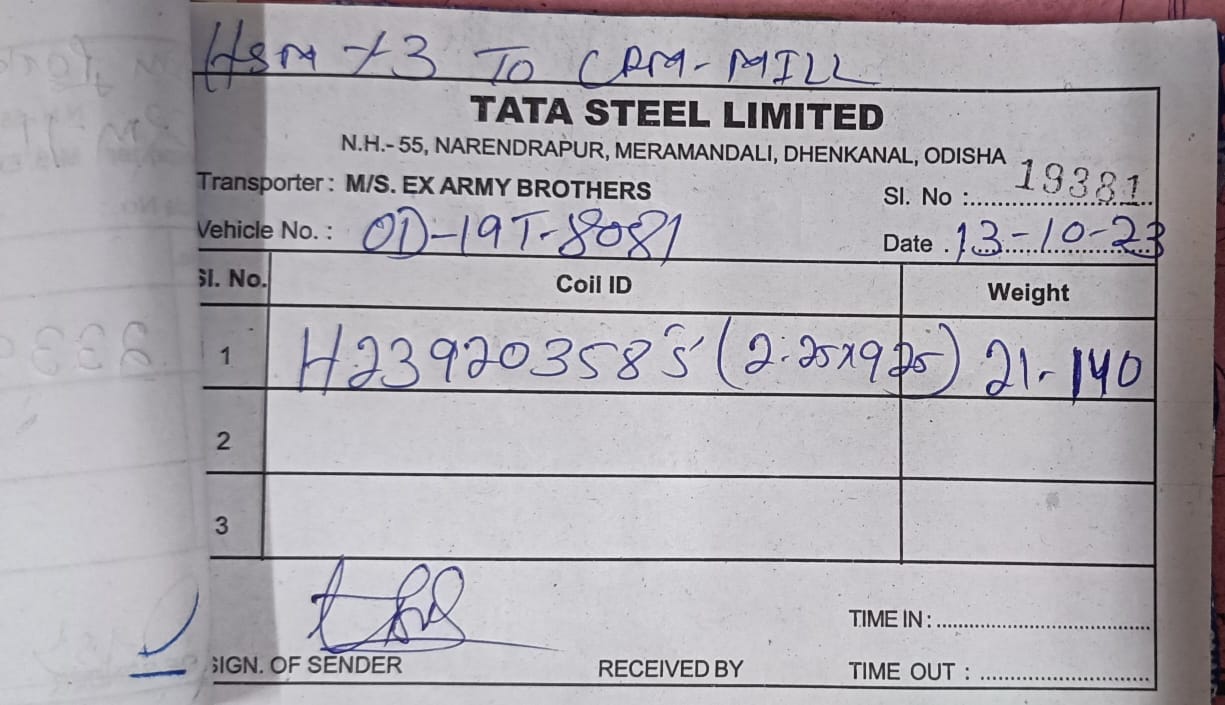 HSM +3 TO CRM-MILL
TATA STEEL LIMITED
N.H.- 55, NARENDRAPUR, MERAMANDALI, DHENKANAL, ODISHA
Transporter : M/S. EX ARMY BROTHERS
Sl. No : 19381
Vehicle No. : OD-19T-8081
Date . 13-10-23
Sl. No. Coil ID Weight
1 H239203585 (2.25x925) 21.140
2
3
TIME IN :
SIGN. OF SENDER RECEIVED BY TIME OUT :